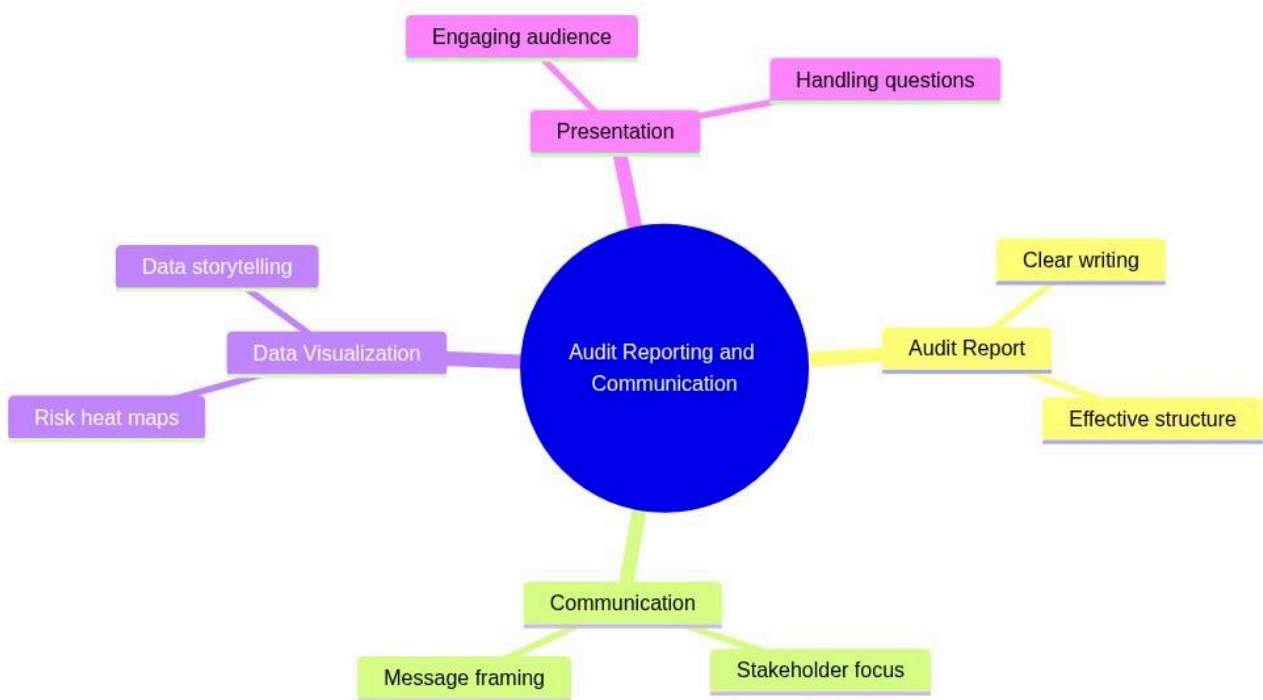 Engaging audience
Handling questions
Presentation
Data storytelling
Data Visualization
Risk heat maps
Audit Reporting and
Communication
Clear writing
Audit Report
Effective structure
Communication
Message framing
Stakeholder focus